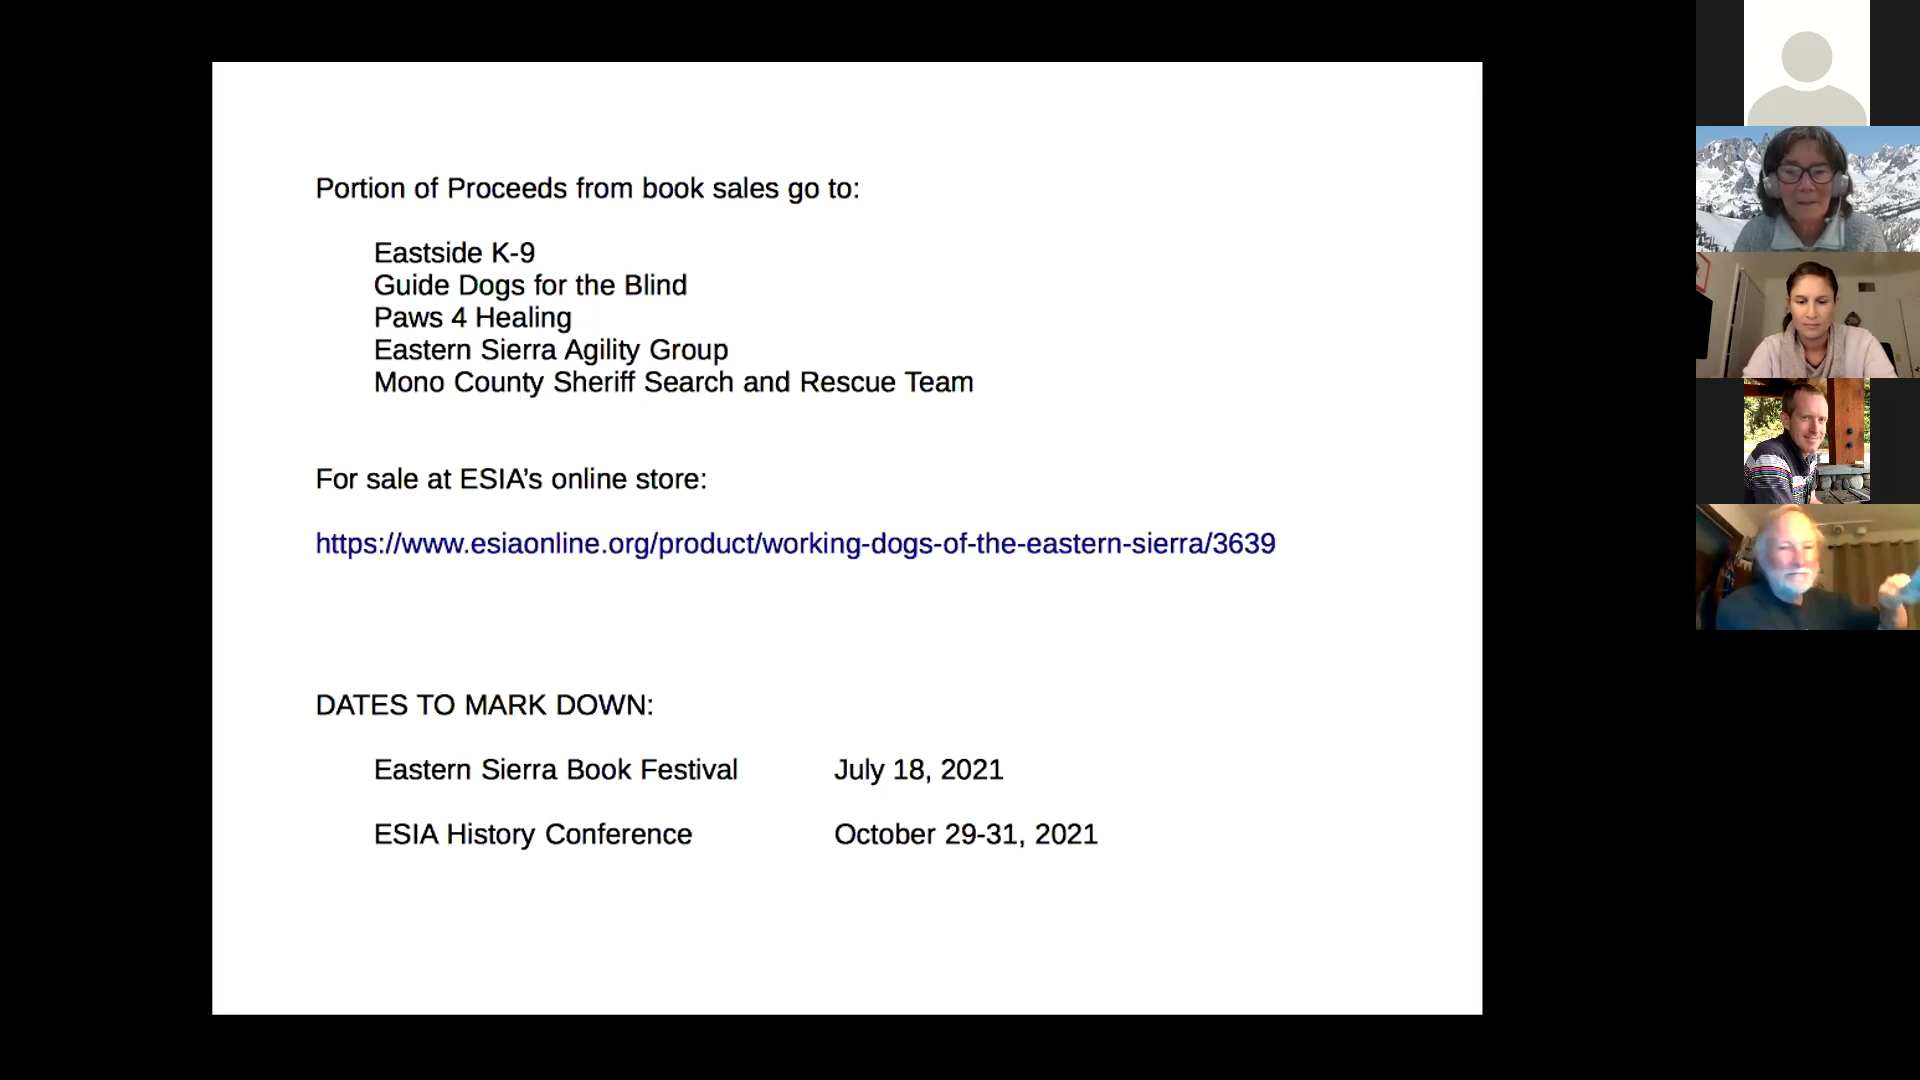 Portion of Proceeds from book sales go to:
Eastside K-9
Guide Dogs for the Blind
Paws 4 Healing
Eastern Sierra Agility Group
Mono County Sheriff Search and Rescue Team
For sale at ESIA’s online store:
https://www.esiaonline.org/product/working-dogs-of-the-eastern-sierra/3639
DATES TO MARK DOWN:
Eastern Sierra Book Festival July 18, 2021
ESIA History Conference October 29-31, 2021